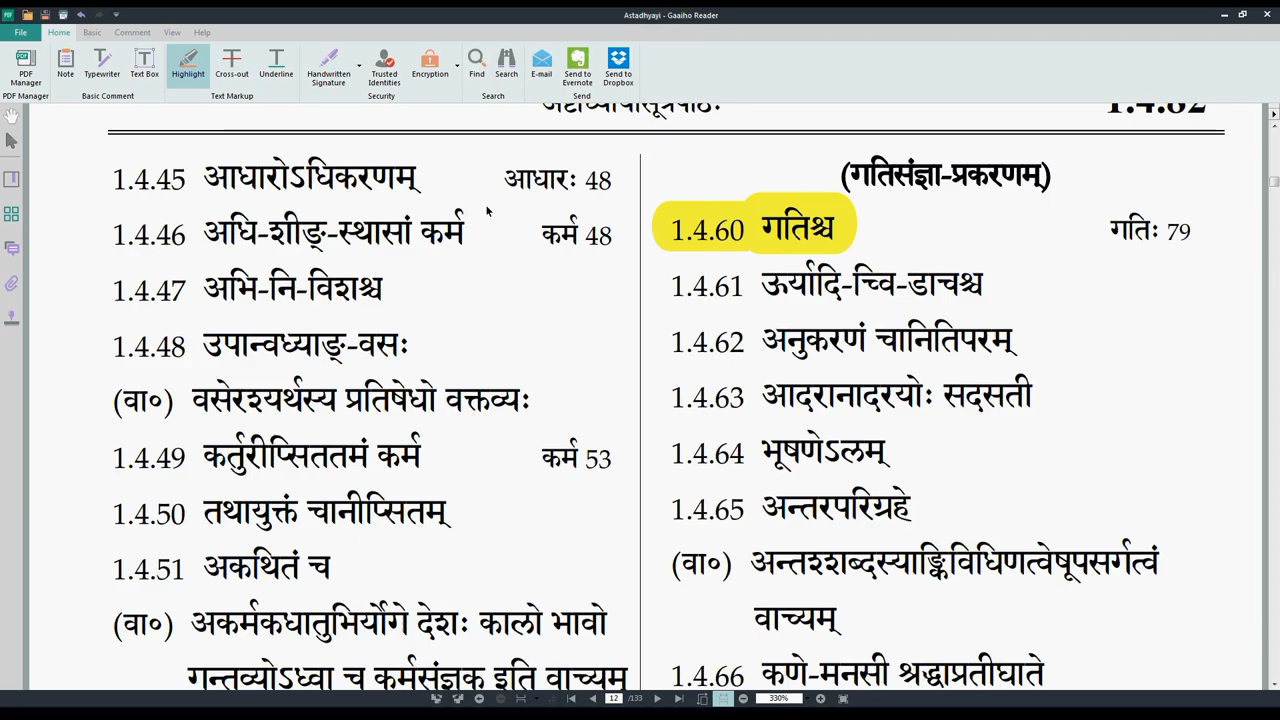 Astadhyayi - Gaaiho Reader
File Home Basic Comment View Help
PDF Manager Note Typewriter Text Box Highlight Cross-out Underline Handwritten Signature Trusted Identities Encryption Find Search E-mail Send to Evernote Send to Dropbox
PDF Manager Basic Comment Text Markup Security Search Send
अष्टाध्यायीसूत्रपाठः 1.4.82
1.4.45 आधारोऽधिकरणम् आधारः 48
1.4.46 अधि-शीङ्-स्थासां कर्म कर्म 48
1.4.47 अभि-नि-विशश्च
1.4.48 उपान्वध्याङ्-वसः
(वा०) वसेरश्यर्थस्य प्रतिषेधो वक्तव्यः
1.4.49 कर्तुरीप्सिततमं कर्म कर्म 53
1.4.50 तथायुक्तं चानीप्सितम्
1.4.51 अकथितं च
(वा०) अकर्मकधातुभिर्योगे देशः कालो भावो
गन्तव्योऽध्वा च कर्मसंज्ञक इति वाच्यम्
(गतिसंज्ञा-प्रकरणम्)
1.4.60 गतिश्च गतिः 79
1.4.61 ऊर्यादि-च्वि-डाचश्च
1.4.62 अनुकरणं चानितिपरम्
1.4.63 आदरानादरयोः सदसती
1.4.64 भूषणेऽलम्
1.4.65 अन्तरपरिग्रहे
(वा०) अन्तश्शब्दस्याङ्किविधिणत्वेषूपसर्गत्वं
वाच्यम्
1.4.66 कणे-मनसी श्रद्धाप्रतीघाते
12 /133 330%